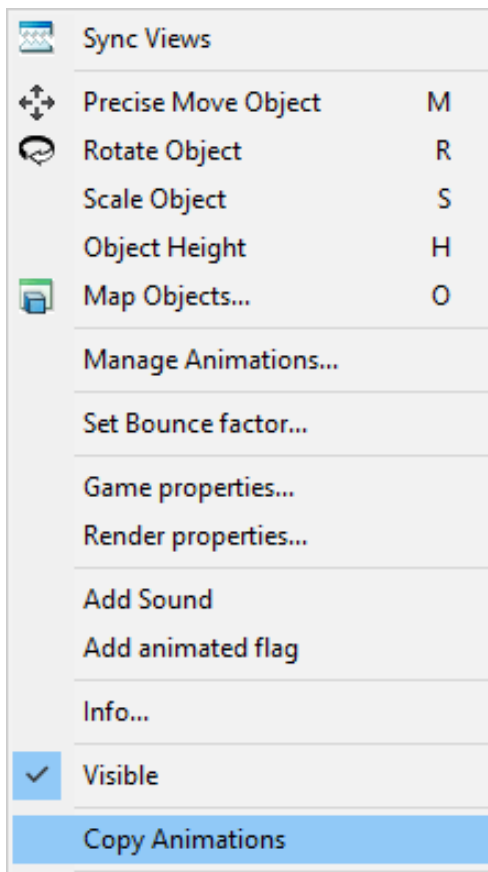 Sync Views
Precise Move Object M
Rotate Object R
Scale Object S
Object Height H
Map Objects... O
Manage Animations...
Set Bounce factor...
Game properties...
Render properties...
Add Sound
Add animated flag
Info...
Visible
Copy Animations